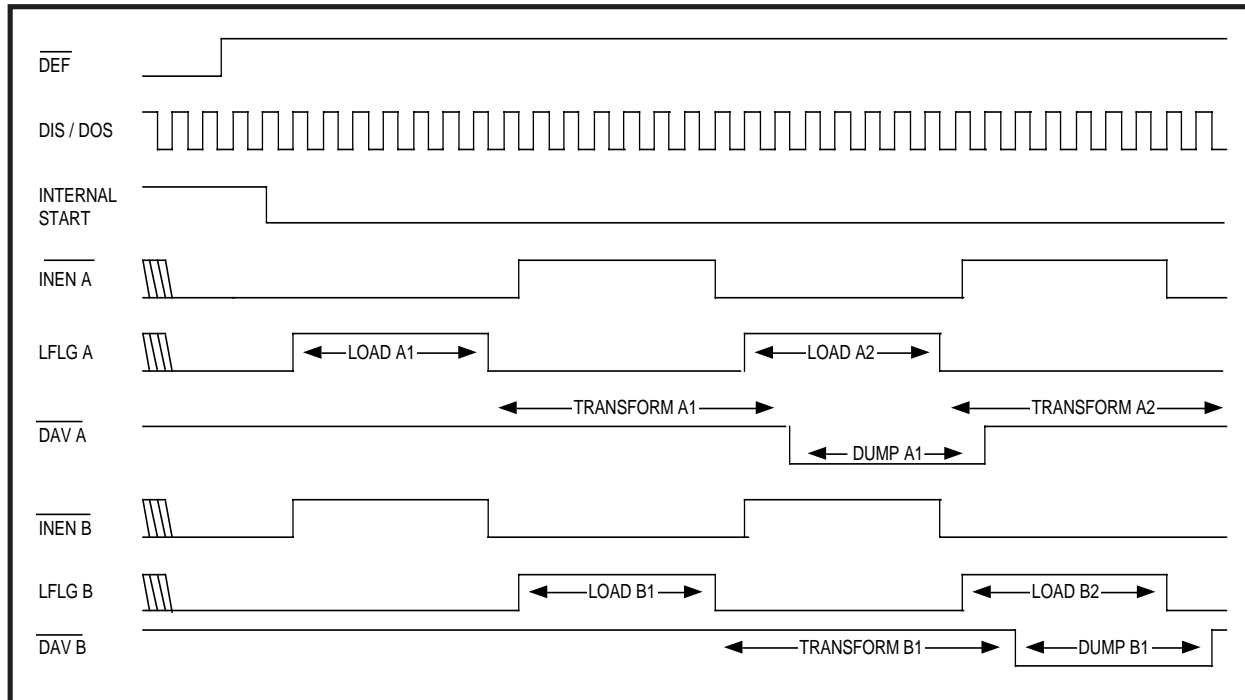 DEF
DIS / DOS
INTERNAL
START
INEN A
LFLG A
LOAD A1
LOAD A2
TRANSFORM A1
TRANSFORM A2
DAV A
DUMP A1
INEN B
LFLG B
LOAD B1
LOAD B2
DAV B
TRANSFORM B1
DUMP B1